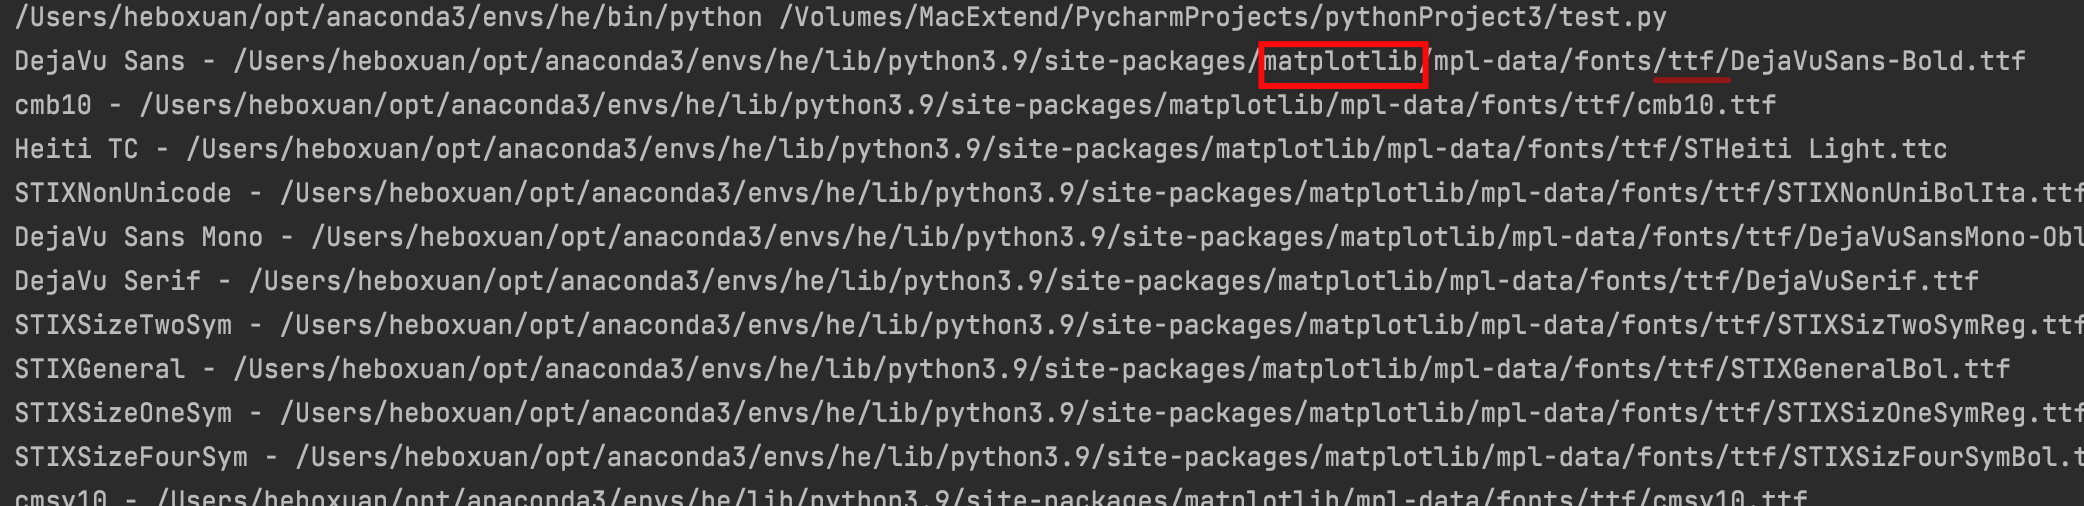 /Users/heboxuan/opt/anaconda3/envs/he/bin/python /Volumes/MacExtend/PycharmProjects/pythonProject3/test.py
DejaVu Sans - /Users/heboxuan/opt/anaconda3/envs/he/lib/python3.9/site-packages/matplotlib/mpl-data/fonts/ttf/DejaVuSans-Bold.ttf
cmb10 - /Users/heboxuan/opt/anaconda3/envs/he/lib/python3.9/site-packages/matplotlib/mpl-data/fonts/ttf/cmb10.ttf
Heiti TC - /Users/heboxuan/opt/anaconda3/envs/he/lib/python3.9/site-packages/matplotlib/mpl-data/fonts/ttf/STHeiti Light.ttc
STIXNonUnicode - /Users/heboxuan/opt/anaconda3/envs/he/lib/python3.9/site-packages/matplotlib/mpl-data/fonts/ttf/STIXNonUniBolIta.ttf
DejaVu Sans Mono - /Users/heboxuan/opt/anaconda3/envs/he/lib/python3.9/site-packages/matplotlib/mpl-data/fonts/ttf/DejaVuSansMono-Obl
DejaVu Serif - /Users/heboxuan/opt/anaconda3/envs/he/lib/python3.9/site-packages/matplotlib/mpl-data/fonts/ttf/DejaVuSerif.ttf
STIXSizeTwoSym - /Users/heboxuan/opt/anaconda3/envs/he/lib/python3.9/site-packages/matplotlib/mpl-data/fonts/ttf/STIXSizTwoSymReg.ttf
STIXGeneral - /Users/heboxuan/opt/anaconda3/envs/he/lib/python3.9/site-packages/matplotlib/mpl-data/fonts/ttf/STIXGeneralBol.ttf
STIXSizeOneSym - /Users/heboxuan/opt/anaconda3/envs/he/lib/python3.9/site-packages/matplotlib/mpl-data/fonts/ttf/STIXSizOneSymReg.ttf
STIXSizeFourSym - /Users/heboxuan/opt/anaconda3/envs/he/lib/python3.9/site-packages/matplotlib/mpl-data/fonts/ttf/STIXSizFourSymBol.t
cmsy10 - /Users/heboxuan/opt/anaconda3/envs/he/lib/python3.9/site-packages/matplotlib/mpl-data/fonts/ttf/cmsy10.ttf